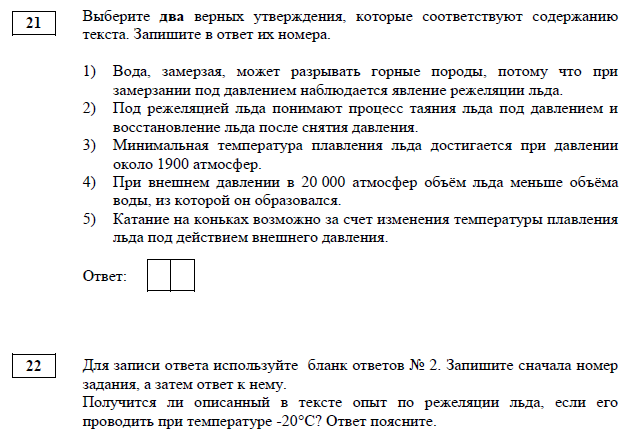 21
Выберите два верных утверждения, которые соответствуют содержанию
текста. Запишите в ответ их номера.
1) Вода, замерзая, может разрывать горные породы, потому что при
замерзании под давлением наблюдается явление режеляции льда.
2) Под режеляцией льда понимают процесс таяния льда под давлением и
восстановление льда после снятия давления.
3) Минимальная температура плавления льда достигается при давлении
около 1900 атмосфер.
4) При внешнем давлении в 20 000 атмосфер объём льда меньше объёма
воды, из которой он образовался.
5) Катание на коньках возможно за счет изменения температуры плавления
льда под действием внешнего давления.
Ответ:
22
Для записи ответа используйте бланк ответов № 2. Запишите сначала номер
задания, а затем ответ к нему.
Получится ли описанный в тексте опыт по режеляции льда, если его
проводить при температуре -20°C? Ответ поясните.